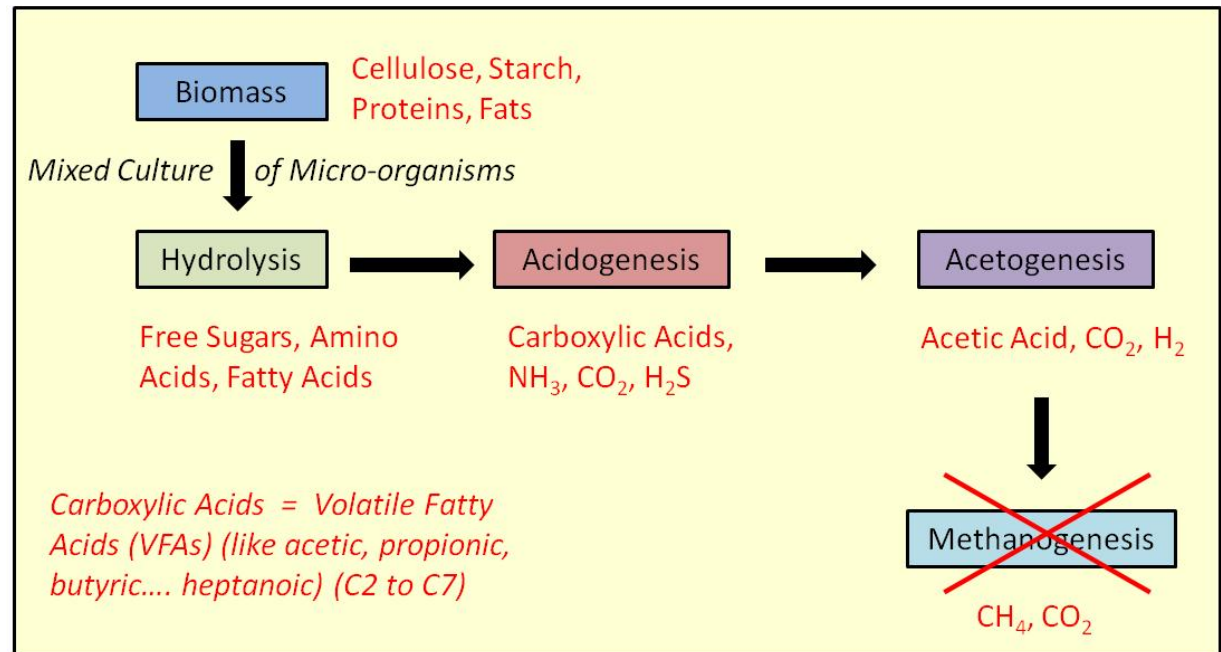 Biomass
Cellulose, Starch,
Proteins, Fats
Mixed Culture of Micro-organisms
Hydrolysis
Acidogenesis
Acetogenesis
Free Sugars, Amino
Acids, Fatty Acids
Carboxylic Acids,
NH₃, CO₂, H₂S
Acetic Acid, CO₂, H₂
Carboxylic Acids = Volatile Fatty
Acids (VFAs) (like acetic, propionic,
butyric.... heptanoic) (C2 to C7)
Methanogenesis
CH₄, CO₂